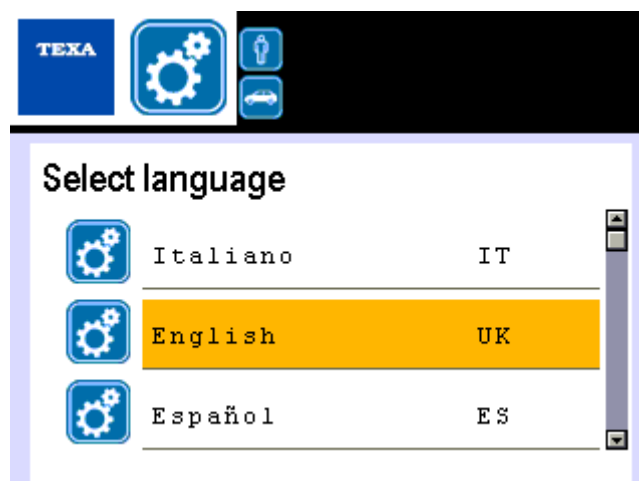 TEXA
Select language
Italiano IT
English UK
Español ES